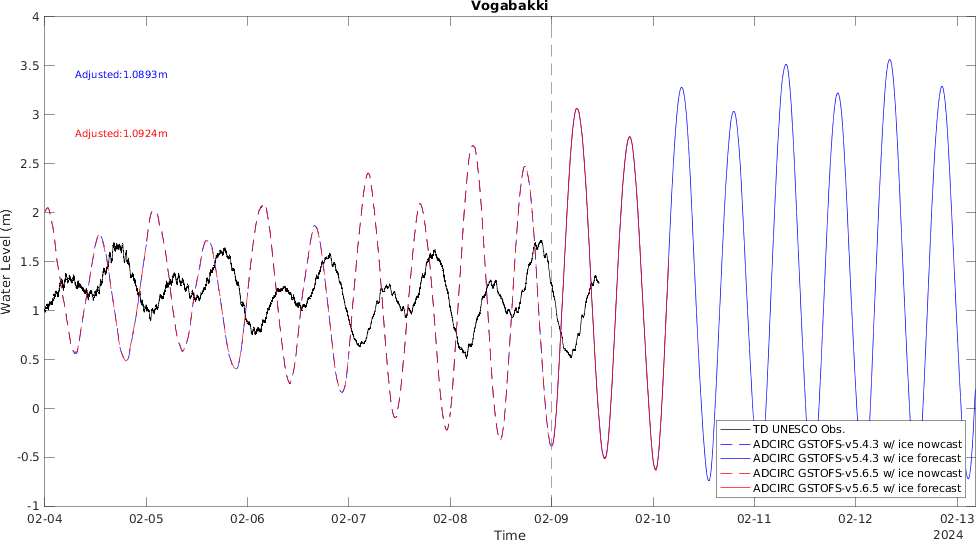 Vogabakki
4
3.5
3
2.5
2
1.5
1
0.5
0
-0.5
-1
Water Level (m)
Adjusted:1.0893m
Adjusted:1.0924m
TD UNESCO Obs.
ADCIRC GSTOFS-v5.4.3 w/ ice nowcast
ADCIRC GSTOFS-v5.4.3 w/ ice forecast
ADCIRC GSTOFS-v5.6.5 w/ ice nowcast
ADCIRC GSTOFS-v5.6.5 w/ ice forecast
02-04 02-05 02-06 02-07 02-08 02-09 02-10 02-11 02-12 02-13
2024
Time